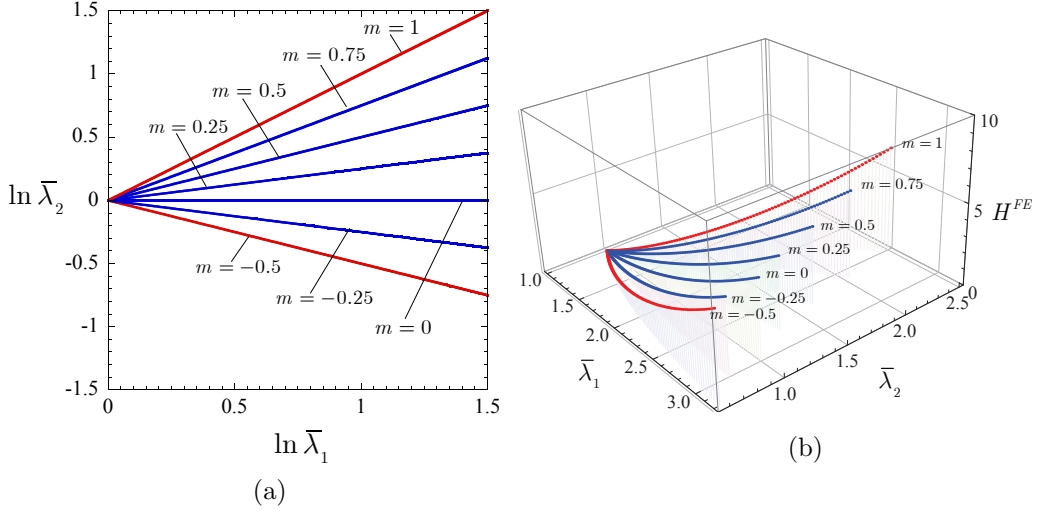 1.5
1
0.5
0
-0.5
-1
-1.5
ln λ̅₂
m = 1
m = 0.75
m = 0.5
m = 0.25
m = −0.5
m = −0.25
m = 0
0
0.5
1
1.5
ln λ̅₁
(a)
10
5
0
H^{FE}
m = 1
m = 0.75
m = 0.5
m = 0.25
m = 0
m = −0.25
m = −0.5
1.0
1.5
2.0
2.5
3.0
λ̅₁
1.0
1.5
2.0
2.5
λ̅₂
(b)